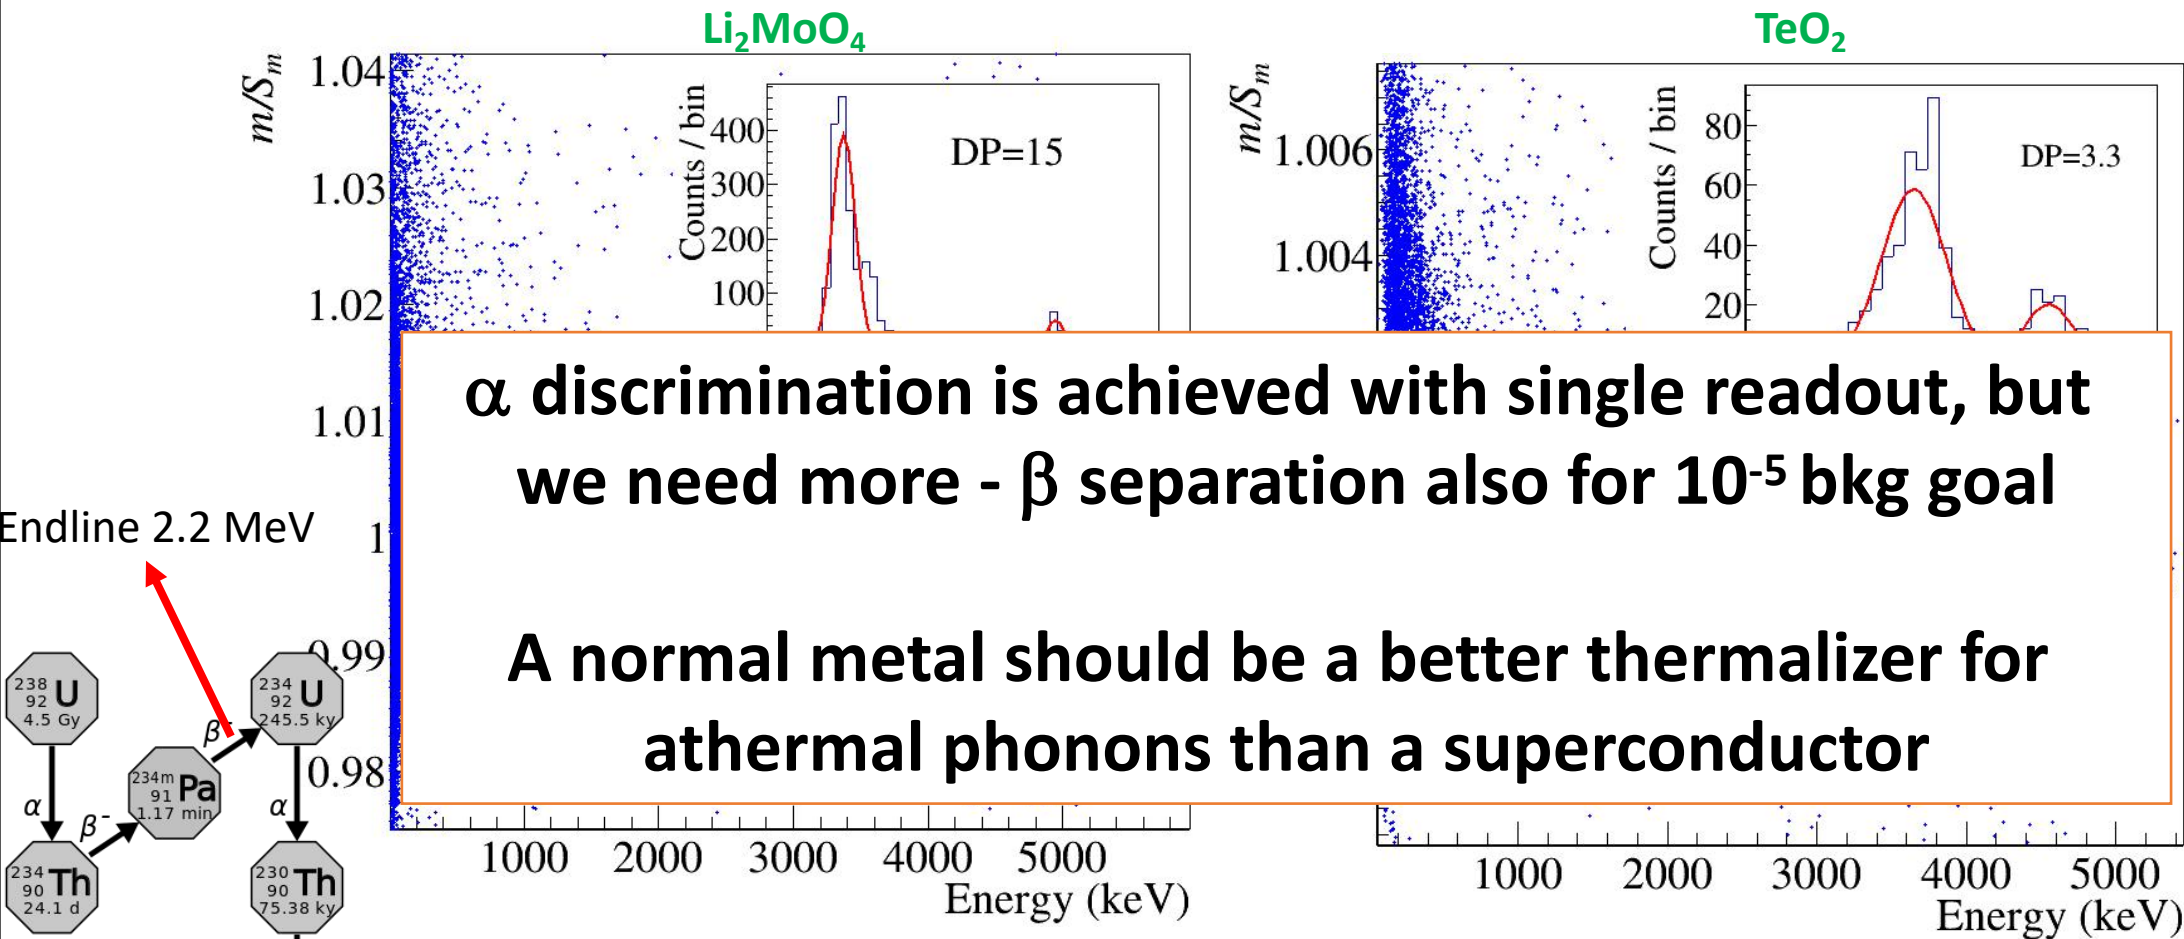 Li₂MoO₄
m/Sₘ
1.04
1.03
1.02
1.01
1
0.99
0.98
Counts / bin
400
300
200
100
DP=15
1000 2000 3000 4000 5000
Energy (keV)
TeO₂
m/Sₘ
1.006
1.004
Counts / bin
80
60
40
20
DP=3.3
1000 2000 3000 4000 5000
Energy (keV)
α discrimination is achieved with single readout, but
we need more - β separation also for 10⁻⁵ bkg goal
A normal metal should be a better thermalizer for
athermal phonons than a superconductor
Endline 2.2 MeV
238 92 U
4.5 Gy
α
234 90 Th
24.1 d
β⁻
234m 91 Pa
1.17 min
β⁻
234 92 U
245.5 ky
α
230 90 Th
75.38 ky